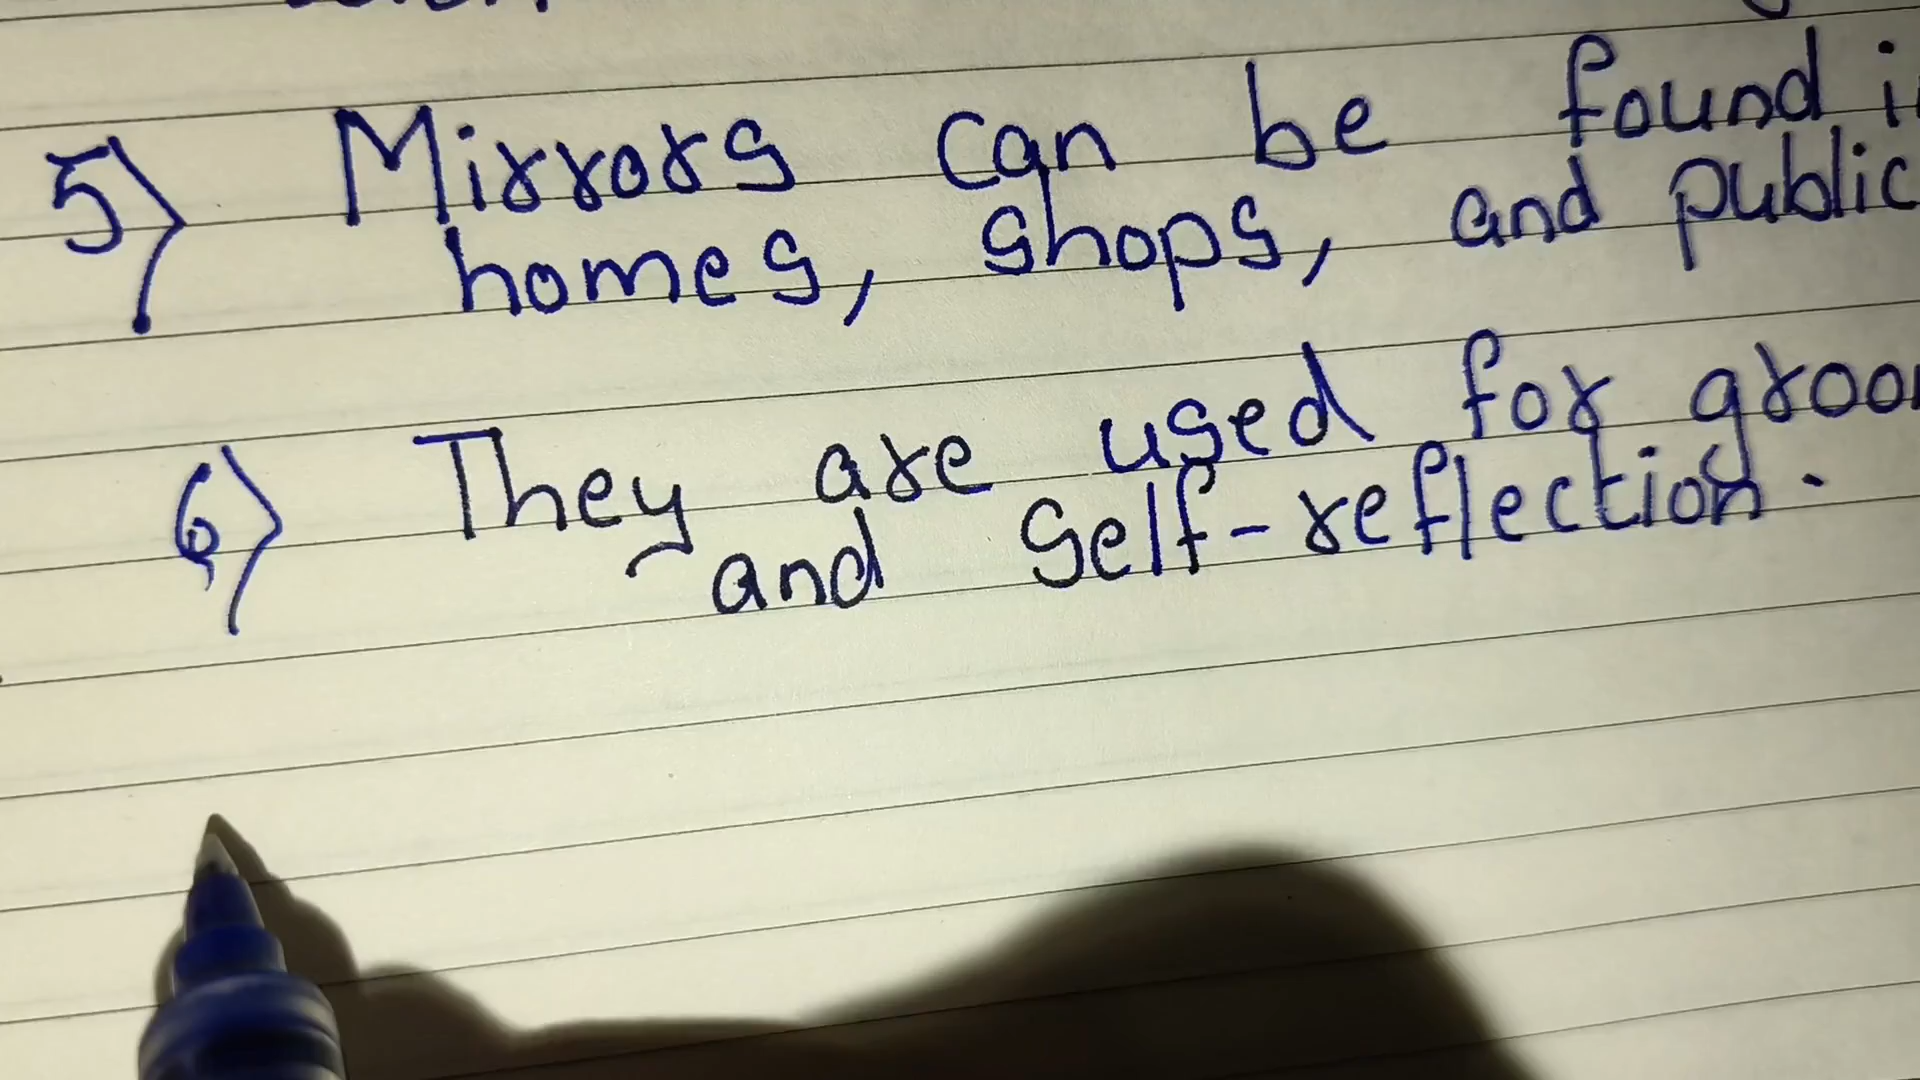 5) Mirrors can be found
homes, shops, and public
6) They are used for
and self-reflection.